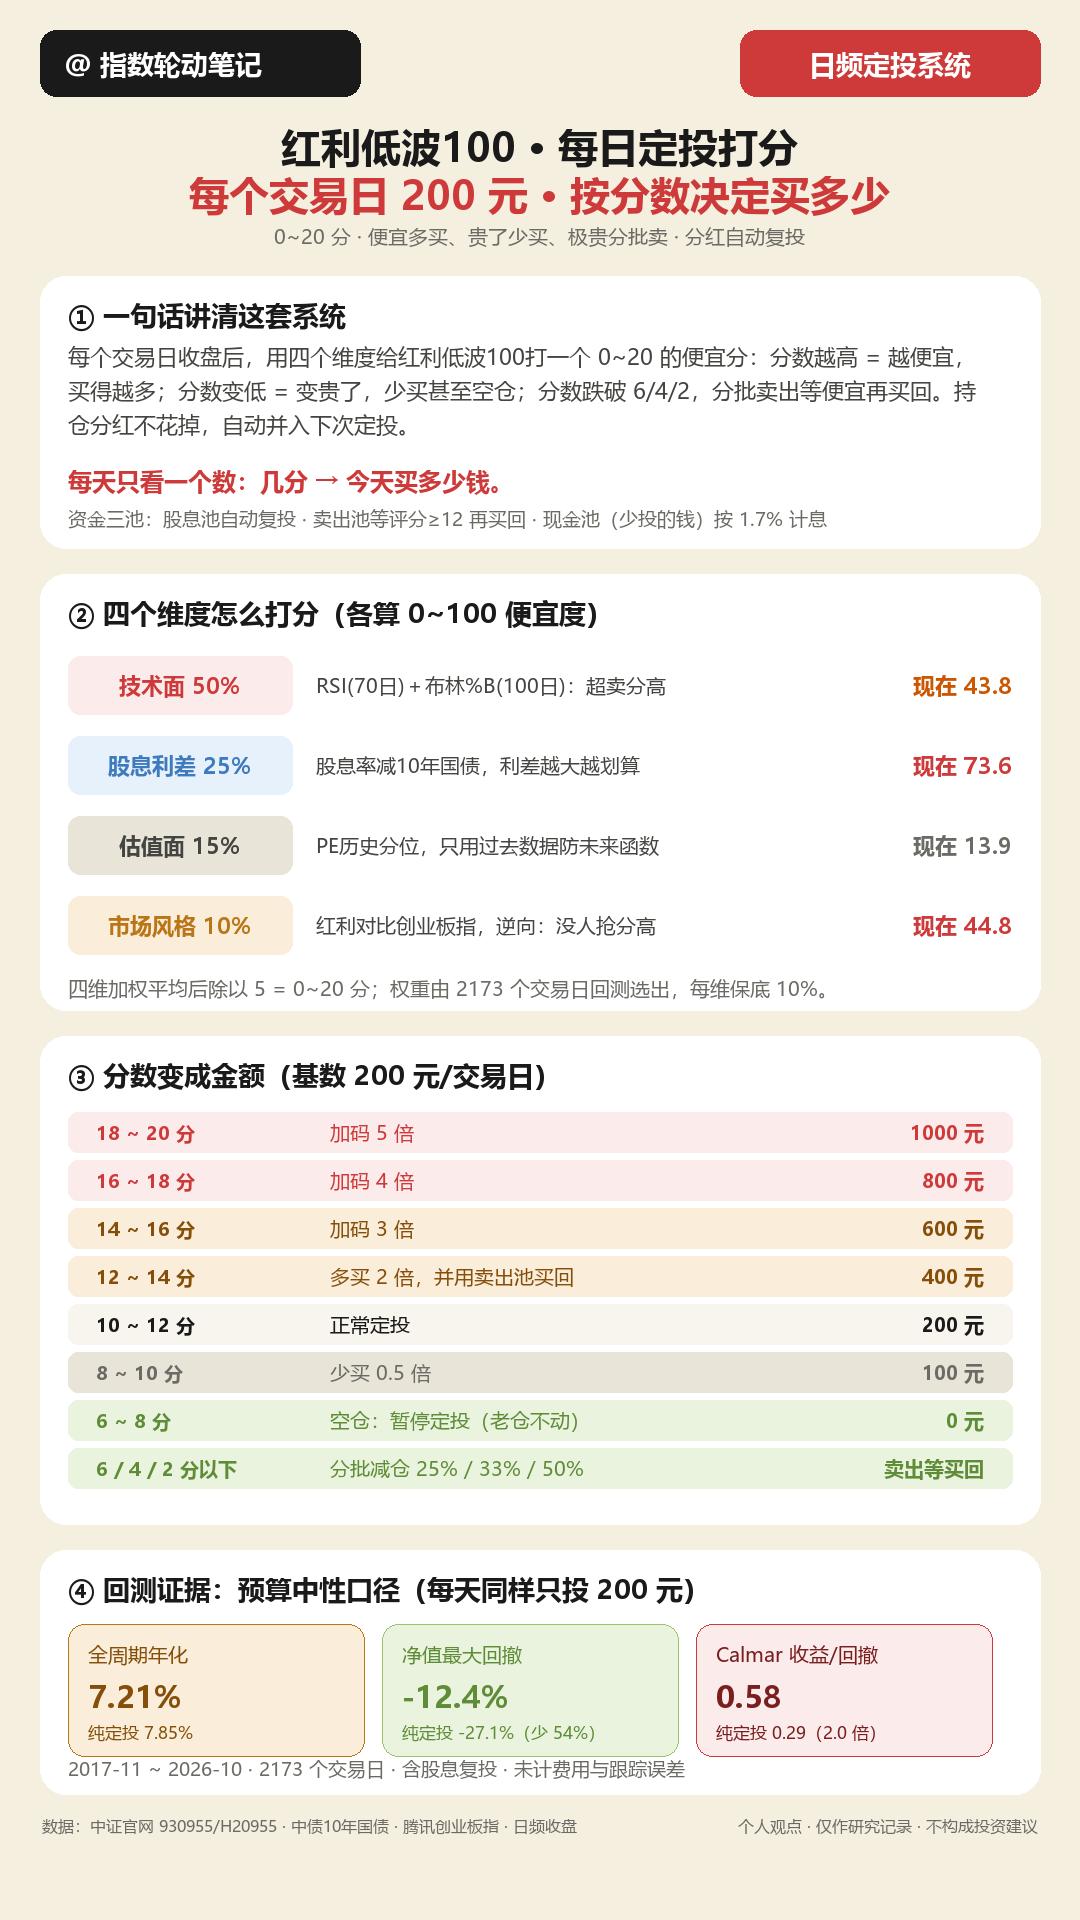 @ 指数轮动笔记
日频定投系统
红利低波100 • 每日定投打分
每个交易日 200 元 • 按分数决定买多少
0~20 分 · 便宜多买、贵了少买、极贵分批卖 · 分红自动复投
① 一句话讲清这套系统
每个交易日收盘后，用四个维度给红利低波100打一个 0~20 的便宜分：分数越高 = 越便宜，
买得越多；分数变低 = 变贵了，少买甚至空仓；分数跌破 6/4/2，分批卖出等便宜再买回。持
仓分红不花掉，自动并入下次定投。
每天只看一个数：几分 → 今天买多少钱。
资金三池：股息池自动复投 · 卖出池等评分≥12 再买回 · 现金池（少投的钱）按 1.7% 计息
② 四个维度怎么打分（各算 0~100 便宜度）
技术面 50%
RSI(70日)＋布林%B(100日)：超卖分高
现在 43.8
股息利差 25%
股息率减10年国债，利差越大越划算
现在 73.6
估值面 15%
PE历史分位，只用过去数据防未来函数
现在 13.9
市场风格 10%
红利对比创业板指，逆向：没人抢分高
现在 44.8
四维加权平均后除以 5 = 0~20 分；权重由 2173 个交易日回测选出，每维保底 10%。
③ 分数变成金额（基数 200 元/交易日）
18 ~ 20 分
加码 5 倍
1000 元
16 ~ 18 分
加码 4 倍
800 元
14 ~ 16 分
加码 3 倍
600 元
12 ~ 14 分
多买 2 倍，并用卖出池买回
400 元
10 ~ 12 分
正常定投
200 元
8 ~ 10 分
少买 0.5 倍
100 元
6 ~ 8 分
空仓：暂停定投（老仓不动）
0 元
6 / 4 / 2 分以下
分批减仓 25% / 33% / 50%
卖出等买回
④ 回测证据：预算中性口径（每天同样只投 200 元）
全周期年化
7.21%
纯定投 7.85%
净值最大回撤
-12.4%
纯定投 -27.1%（少 54%）
Calmar 收益/回撤
0.58
纯定投 0.29（2.0 倍）
2017-11 ~ 2026-10 · 2173 个交易日 · 含股息复投 · 未计费用与跟踪误差
数据：中证官网 930955/H20955 · 中债10年国债 · 腾讯创业板指 · 日频收盘
个人观点 · 仅作研究记录 · 不构成投资建议